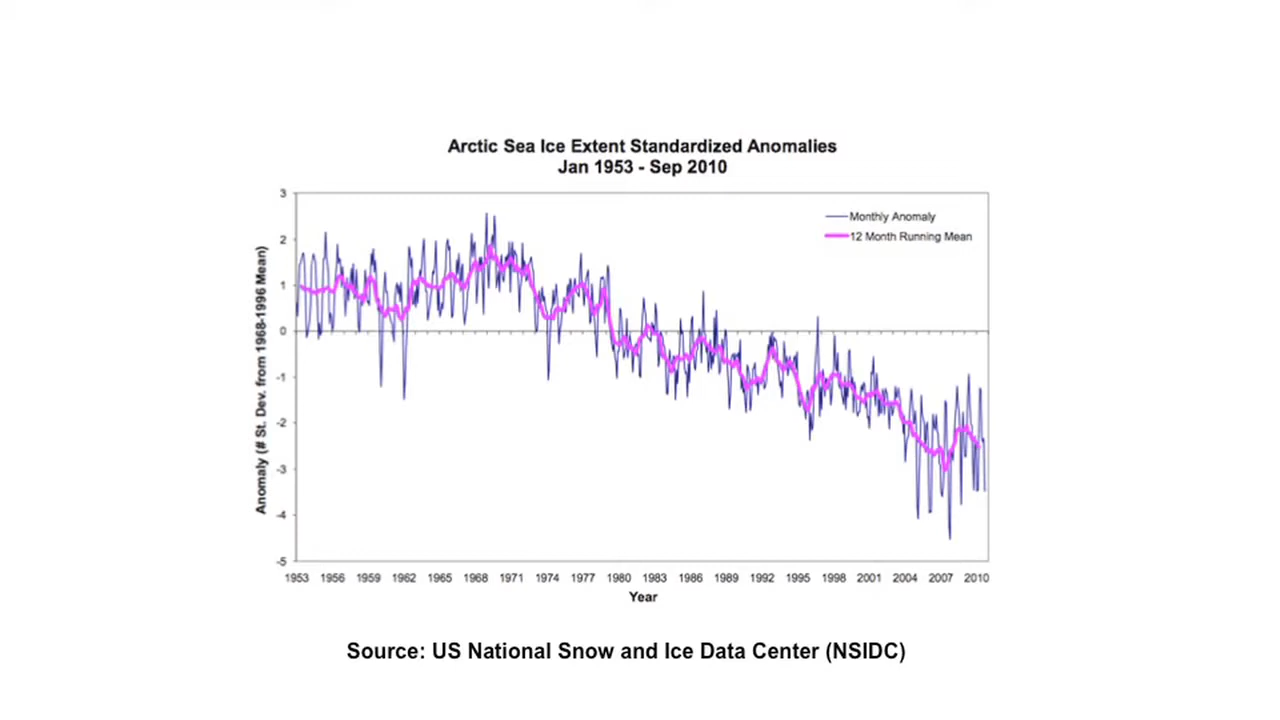 Arctic Sea Ice Extent Standardized Anomalies
Jan 1953 - Sep 2010
Monthly Anomaly
12 Month Running Mean
Anomaly (# St. Dev. from 1968-1996 Mean)
3
2
1
0
-1
-2
-3
-4
-5
1953 1956 1959 1962 1965 1968 1971 1974 1977 1980 1983 1986 1989 1992 1995 1998 2001 2004 2007 2010
Year
Source: US National Snow and Ice Data Center (NSIDC)